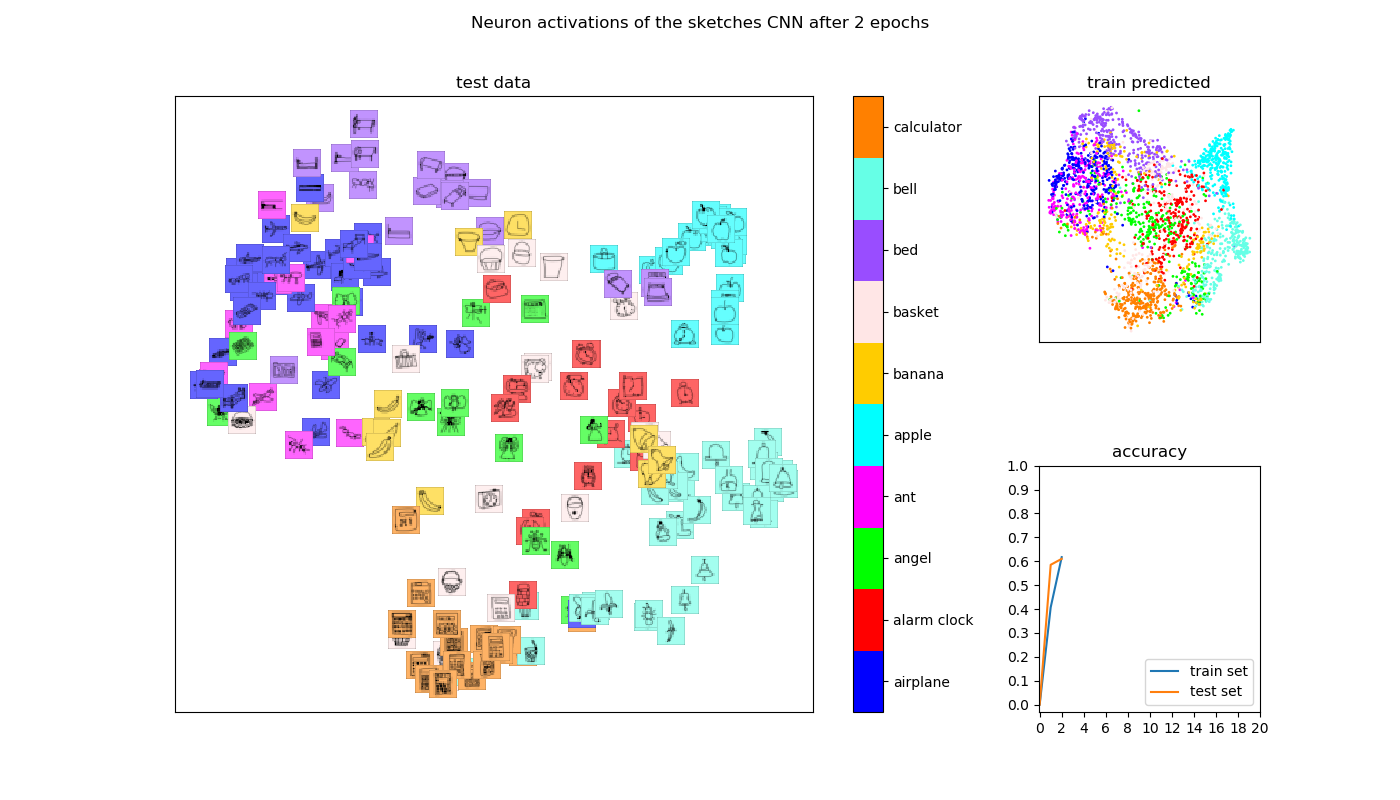 Neuron activations of the sketches CNN after 2 epochs
test data
calculator
bell
bed
basket
banana
apple
ant
angel
alarm clock
airplane
train predicted
accuracy
1.0
0.9
0.8
0.7
0.6
0.5
0.4
0.3
0.2
0.1
0.0
train set
test set
0 2 4 6 8 10 12 14 16 18 20